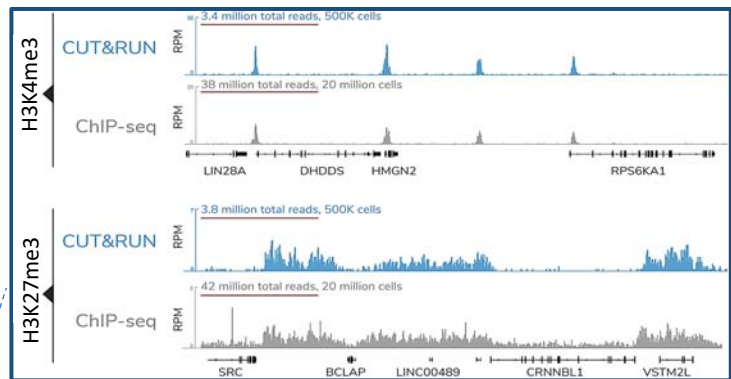 H3K4me3
CUT&RUN
RPM
3.4 million total reads, 500K cells
0
ChIP-seq
RPM
38 million total reads, 20 million cells
LIN28A DHDDS HMGN2 RPS6KA1
H3K27me3
CUT&RUN
RPM
3.8 million total reads, 500K cells
ChIP-seq
RPM
42 million total reads, 20 million cells
SRC BCLAP LINC00489 CRNNBL1 VSTM2L